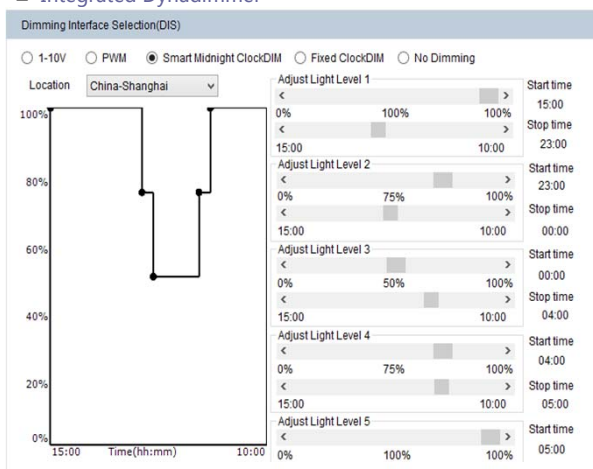 Integrated Dynadimmer
Dimming Interface Selection(DIS)
1-10V PWM Smart Midnight ClockDIM Fixed ClockDIM No Dimming
Location China-Shanghai
100%
80%
60%
40%
20%
0%
15:00 Time(hh:mm) 10:00
Adjust Light Level 1
0% 100% 100%
15:00 10:00
Start time
15:00
Stop time
23:00
Adjust Light Level 2
0% 75% 100%
15:00 10:00
Start time
23:00
Stop time
00:00
Adjust Light Level 3
0% 50% 100%
15:00 10:00
Start time
00:00
Stop time
04:00
Adjust Light Level 4
0% 75% 100%
15:00 10:00
Start time
04:00
Stop time
05:00
Adjust Light Level 5
0% 100% 100%
Start time
05:00